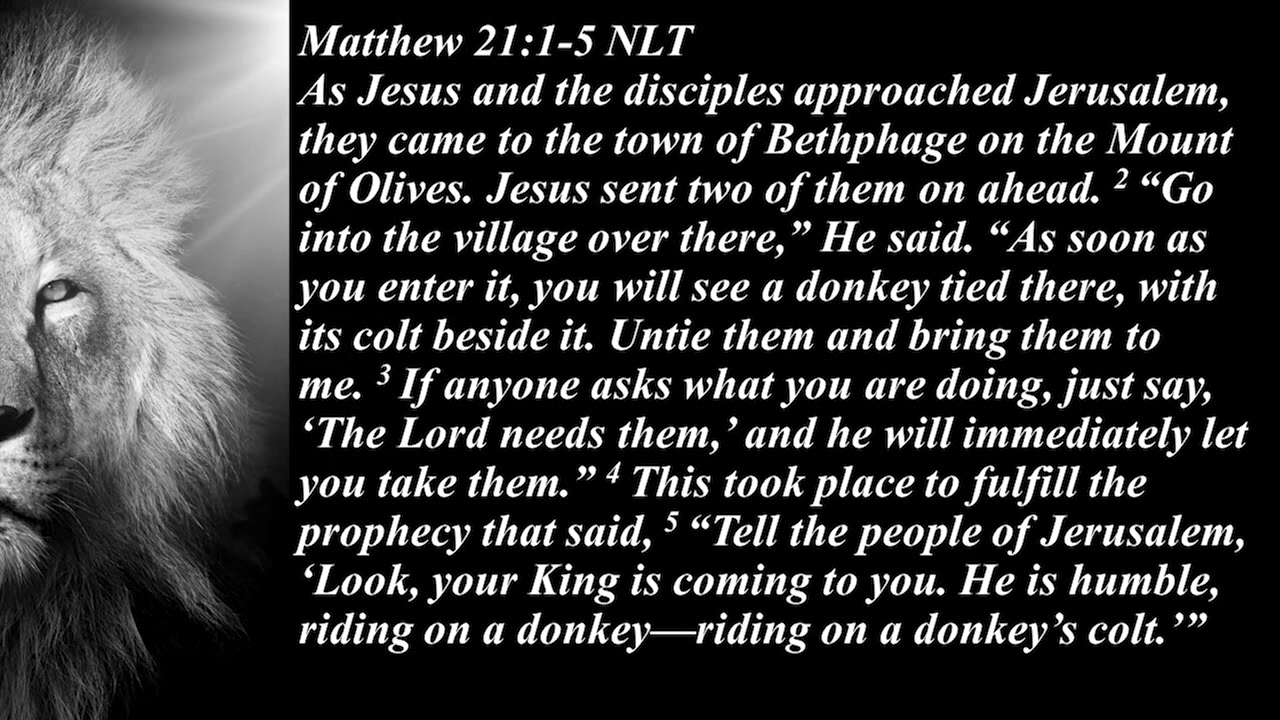 Matthew 21:1-5 NLT
As Jesus and the disciples approached Jerusalem,
they came to the town of Bethphage on the Mount
of Olives. Jesus sent two of them on ahead. ² “Go
into the village over there,” He said. “As soon as
you enter it, you will see a donkey tied there, with
its colt beside it. Untie them and bring them to
me. ³ If anyone asks what you are doing, just say,
‘The Lord needs them,’ and he will immediately let
you take them.” ⁴ This took place to fulfill the
prophecy that said, ⁵ “Tell the people of Jerusalem,
‘Look, your King is coming to you. He is humble,
riding on a donkey—riding on a donkey’s colt.’”